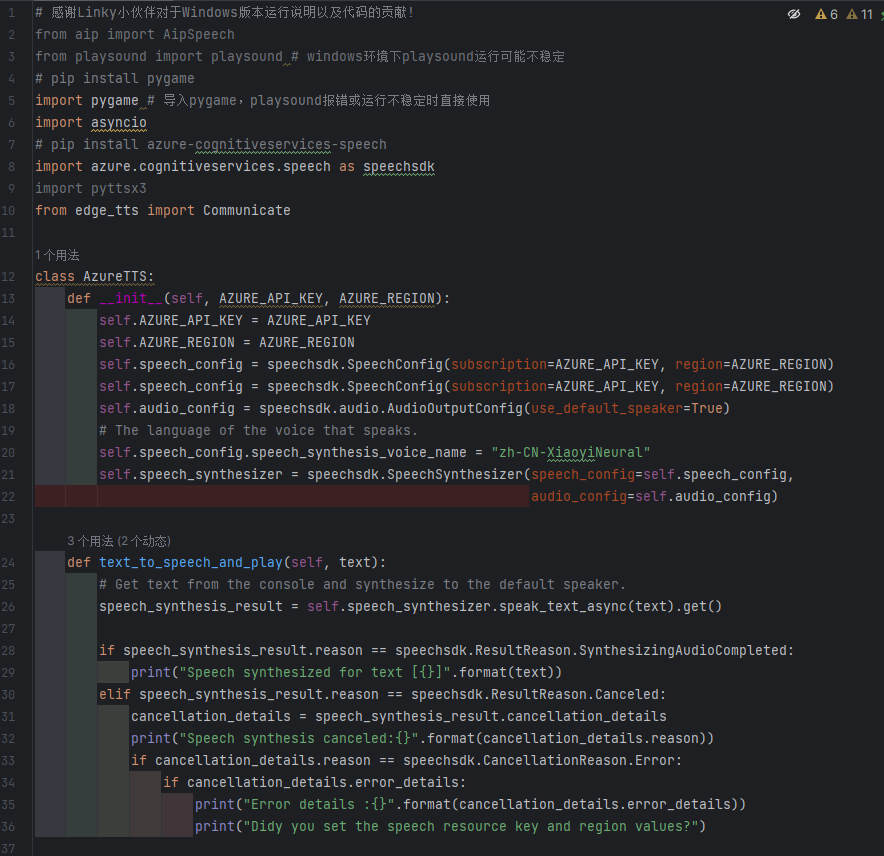 1 # 感谢Linky小伙伴对于Windows版本运行说明以及代码的贡献!
6 11
2 from aip import AipSpeech
3 from playsound import playsound # windows环境下playsound运行可能不稳定
4 # pip install pygame
5 import pygame # 导入pygame，playsound报错或运行不稳定时直接使用
6 import asyncio
7 # pip install azure-cognitiveservices-speech
8 import azure.cognitiveservices.speech as speechsdk
9 import pyttsx3
10 from edge_tts import Communicate
11
1 个用法
12 class AzureTTS:
13 def __init__(self, AZURE_API_KEY, AZURE_REGION):
14 self.AZURE_API_KEY = AZURE_API_KEY
15 self.AZURE_REGION = AZURE_REGION
16 self.speech_config = speechsdk.SpeechConfig(subscription=AZURE_API_KEY, region=AZURE_REGION)
17 self.speech_config = speechsdk.SpeechConfig(subscription=AZURE_API_KEY, region=AZURE_REGION)
18 self.audio_config = speechsdk.audio.AudioOutputConfig(use_default_speaker=True)
19 # The language of the voice that speaks.
20 self.speech_config.speech_synthesis_voice_name = "zh-CN-XiaoyiNeural"
21 self.speech_synthesizer = speechsdk.SpeechSynthesizer(speech_config=self.speech_config,
22 audio_config=self.audio_config)
23
3 个用法 (2 个动态)
24 def text_to_speech_and_play(self, text):
25 # Get text from the console and synthesize to the default speaker.
26 speech_synthesis_result = self.speech_synthesizer.speak_text_async(text).get()
27
28 if speech_synthesis_result.reason == speechsdk.ResultReason.SynthesizingAudioCompleted:
29 print("Speech synthesized for text [{}]".format(text))
30 elif speech_synthesis_result.reason == speechsdk.ResultReason.Canceled:
31 cancellation_details = speech_synthesis_result.cancellation_details
32 print("Speech synthesis canceled:{}".format(cancellation_details.reason))
33 if cancellation_details.reason == speechsdk.CancellationReason.Error:
34 if cancellation_details.error_details:
35 print("Error details :{}".format(cancellation_details.error_details))
36 print("Didy you set the speech resource key and region values?")
37